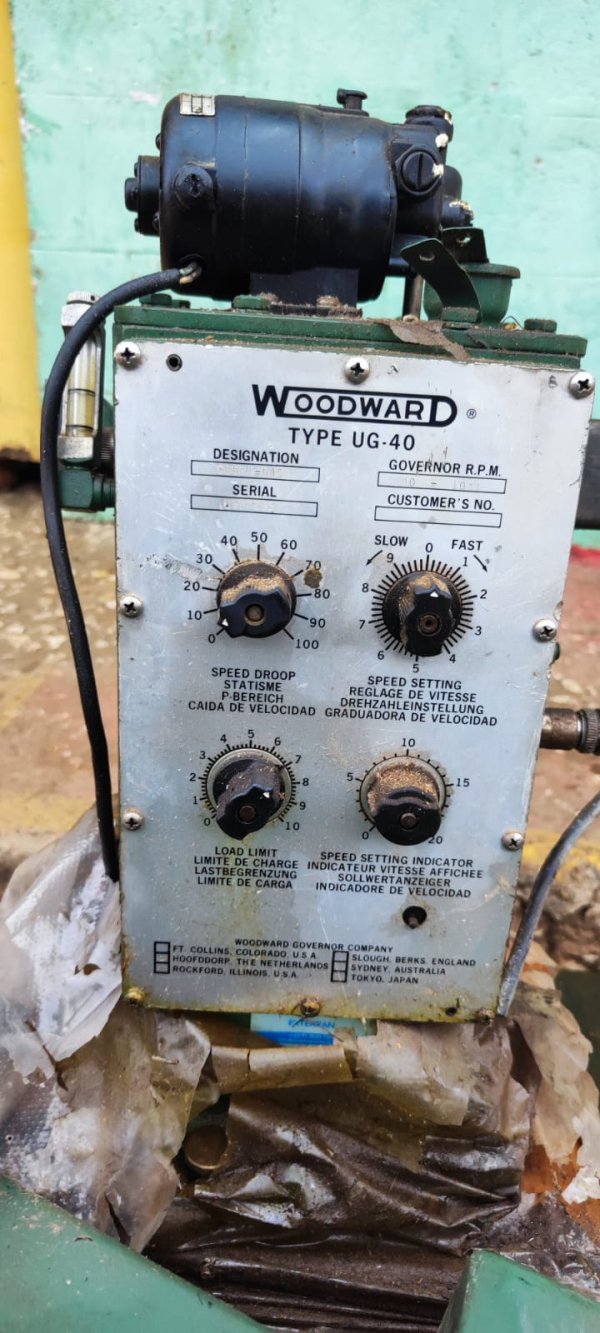 WOODWARD ®
TYPE UG-40
DESIGNATION
GOVERNOR R.P.M.
SERIAL
CUSTOMER'S NO.
0 10 20 30 40 50 60 70 80 90 100
SLOW FAST
0 1 2 3 4 5 6 7 8 9
SPEED DROOP
STATISME
P-BEREICH
CAIDA DE VELOCIDAD
SPEED SETTING
REGLAGE DE VITESSE
DREHZAHLEINSTELLUNG
GRADUADORA DE VELOCIDAD
0 1 2 3 4 5 6 7 8 9 10
0 5 10 15 20
LOAD LIMIT
LIMITE DE CHARGE
LASTBEGRENZUNG
LIMITE DE CARGA
SPEED SETTING INDICATOR
INDICATEUR VITESSE AFFICHEE
SOLLWERTANZEIGER
INDICADORE DE VELOCIDAD
WOODWARD GOVERNOR COMPANY
FT. COLLINS, COLORADO, U.S.A.
HOOFDDORP, THE NETHERLANDS
ROCKFORD, ILLINOIS, U.S.A.
SLOUGH, BERKS, ENGLAND
SYDNEY, AUSTRALIA
TOKYO, JAPAN
EXTERRAN